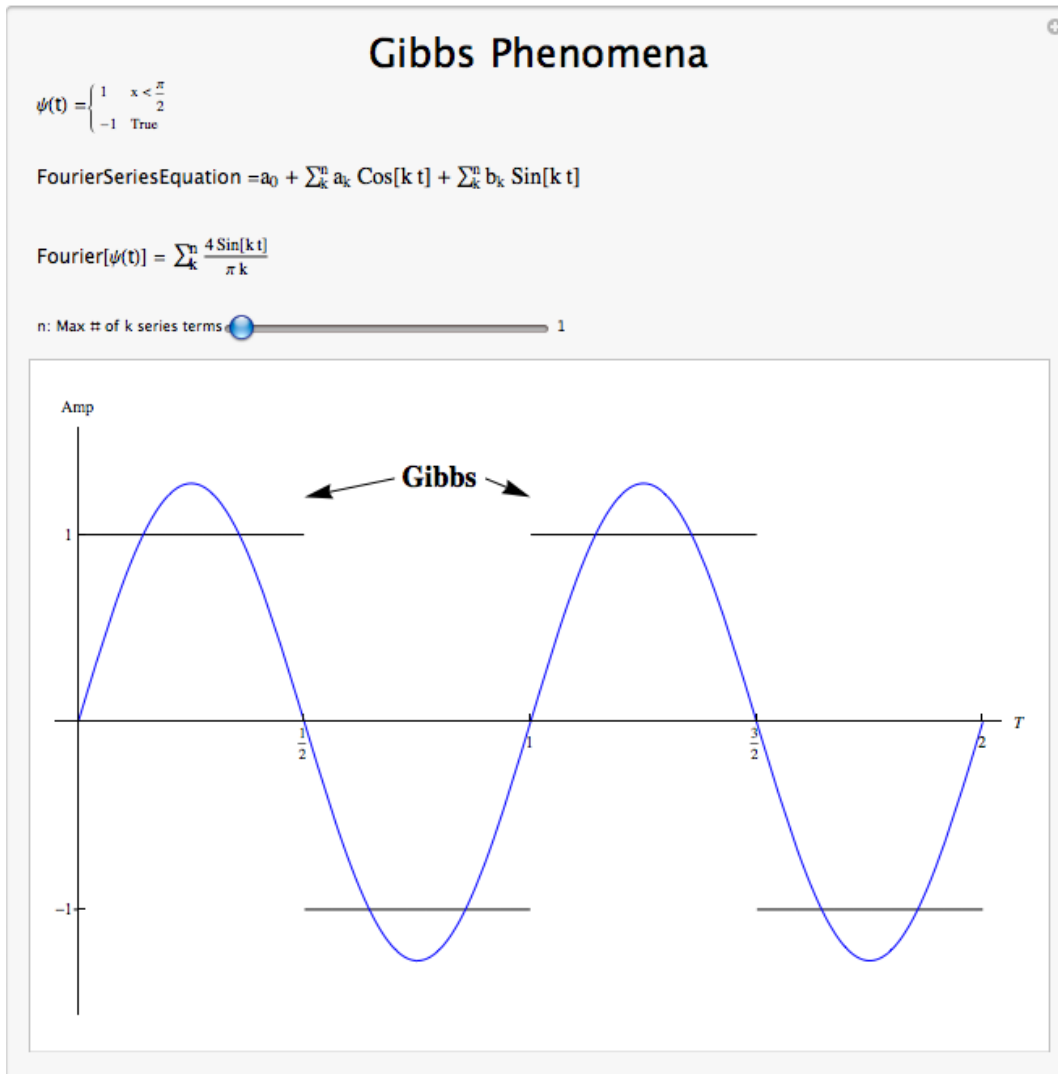 Gibbs Phenomena
ψ(t) = { 1 x < π/2
-1 True
FourierSeriesEquation =a₀ + ∑ₖⁿ aₖ Cos[k t] + ∑ₖⁿ bₖ Sin[k t]
Fourier[ψ(t)] = ∑ₖⁿ 4 Sin[k t] / π k
n: Max # of k series terms 1
Amp
Gibbs
1
1/2 1 3/2 2 T
-1